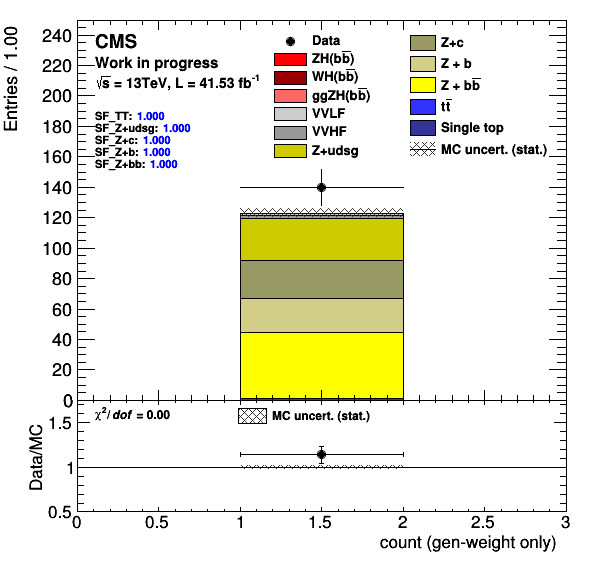 Entries / 1.00
240
220
200
180
160
140
120
100
80
60
40
20
0
CMS
Work in progress
√s = 13TeV, L = 41.53 fb⁻¹
SF_TT: 1.000
SF_Z+udsg: 1.000
SF_Z+c: 1.000
SF_Z+b: 1.000
SF_Z+bb: 1.000
Data
ZH(bb̅)
WH(bb̅)
ggZH(bb̅)
VVLF
VVHF
Z+udsg
Z+c
Z + b
Z + bb̅
tt̅
Single top
MC uncert. (stat.)
Data/MC
1.5
1
0.5
χ²/dof = 0.00
MC uncert. (stat.)
0 0.5 1 1.5 2 2.5 3
count (gen-weight only)